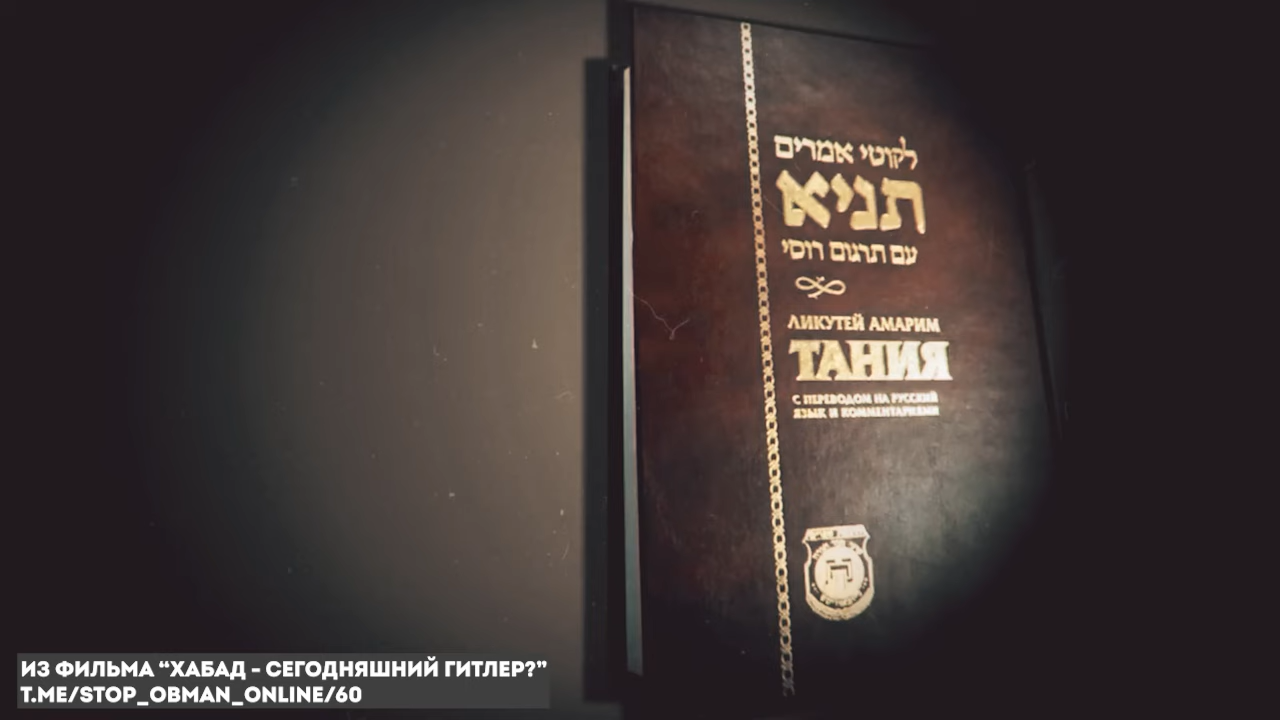 לקוטי אמרים
תניא
עם תרגום רוסי
ЛИКУТЕЙ АМАРИМ
ТАНИЯ
С ПЕРЕВОДОМ НА РУССКИЙ
ЯЗЫК И КОММЕНТАРИЯМИ
ИЗ ФИЛЬМА “ХАБАД - СЕГОДНЯШНИЙ ГИТЛЕР?”
T.ME/STOP_OBMAN_ONLINE/60